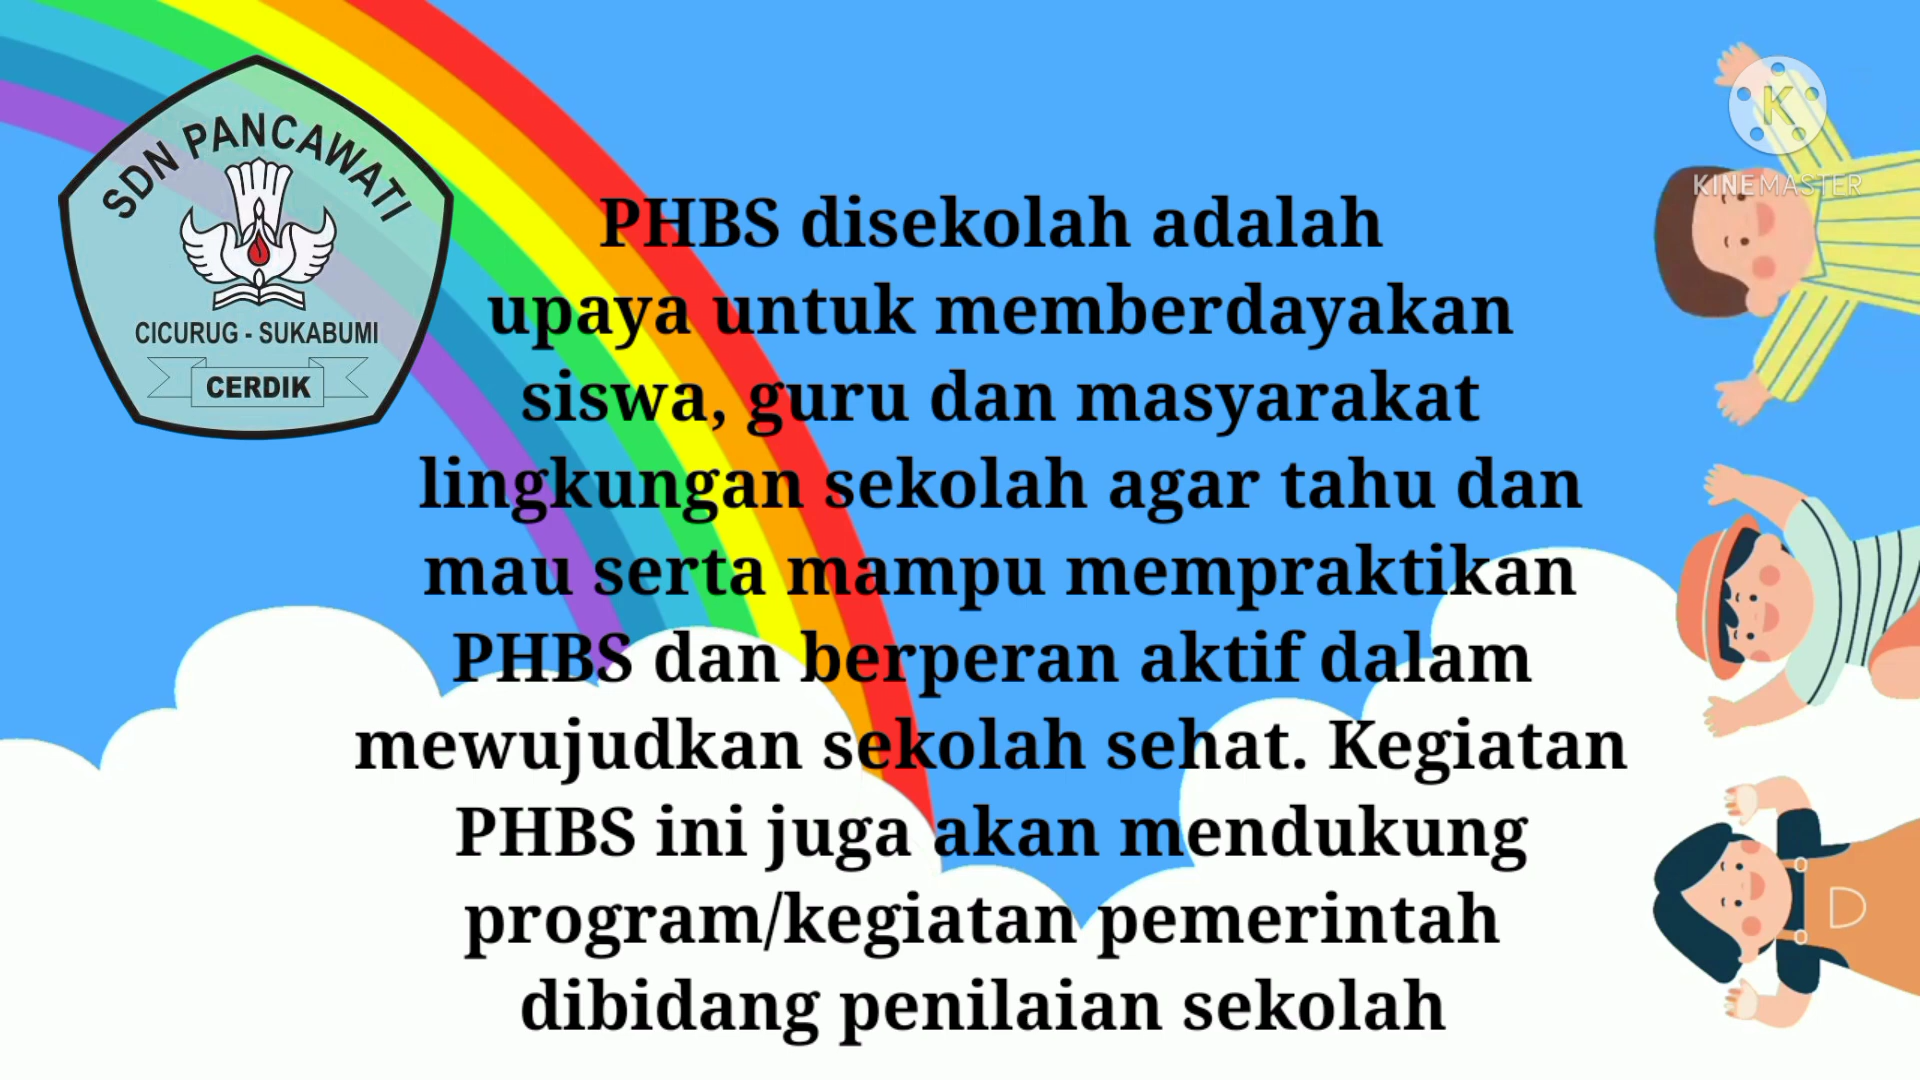 SDN PANCAWATI
CICURUG - SUKABUMI
CERDIK
K
KINEMASTER
PHBS disekolah adalah
upaya untuk memberdayakan
siswa, guru dan masyarakat
lingkungan sekolah agar tahu dan
mau serta mampu mempraktikan
PHBS dan berperan aktif dalam
mewujudkan sekolah sehat. Kegiatan
PHBS ini juga akan mendukung
program/kegiatan pemerintah
dibidang penilaian sekolah